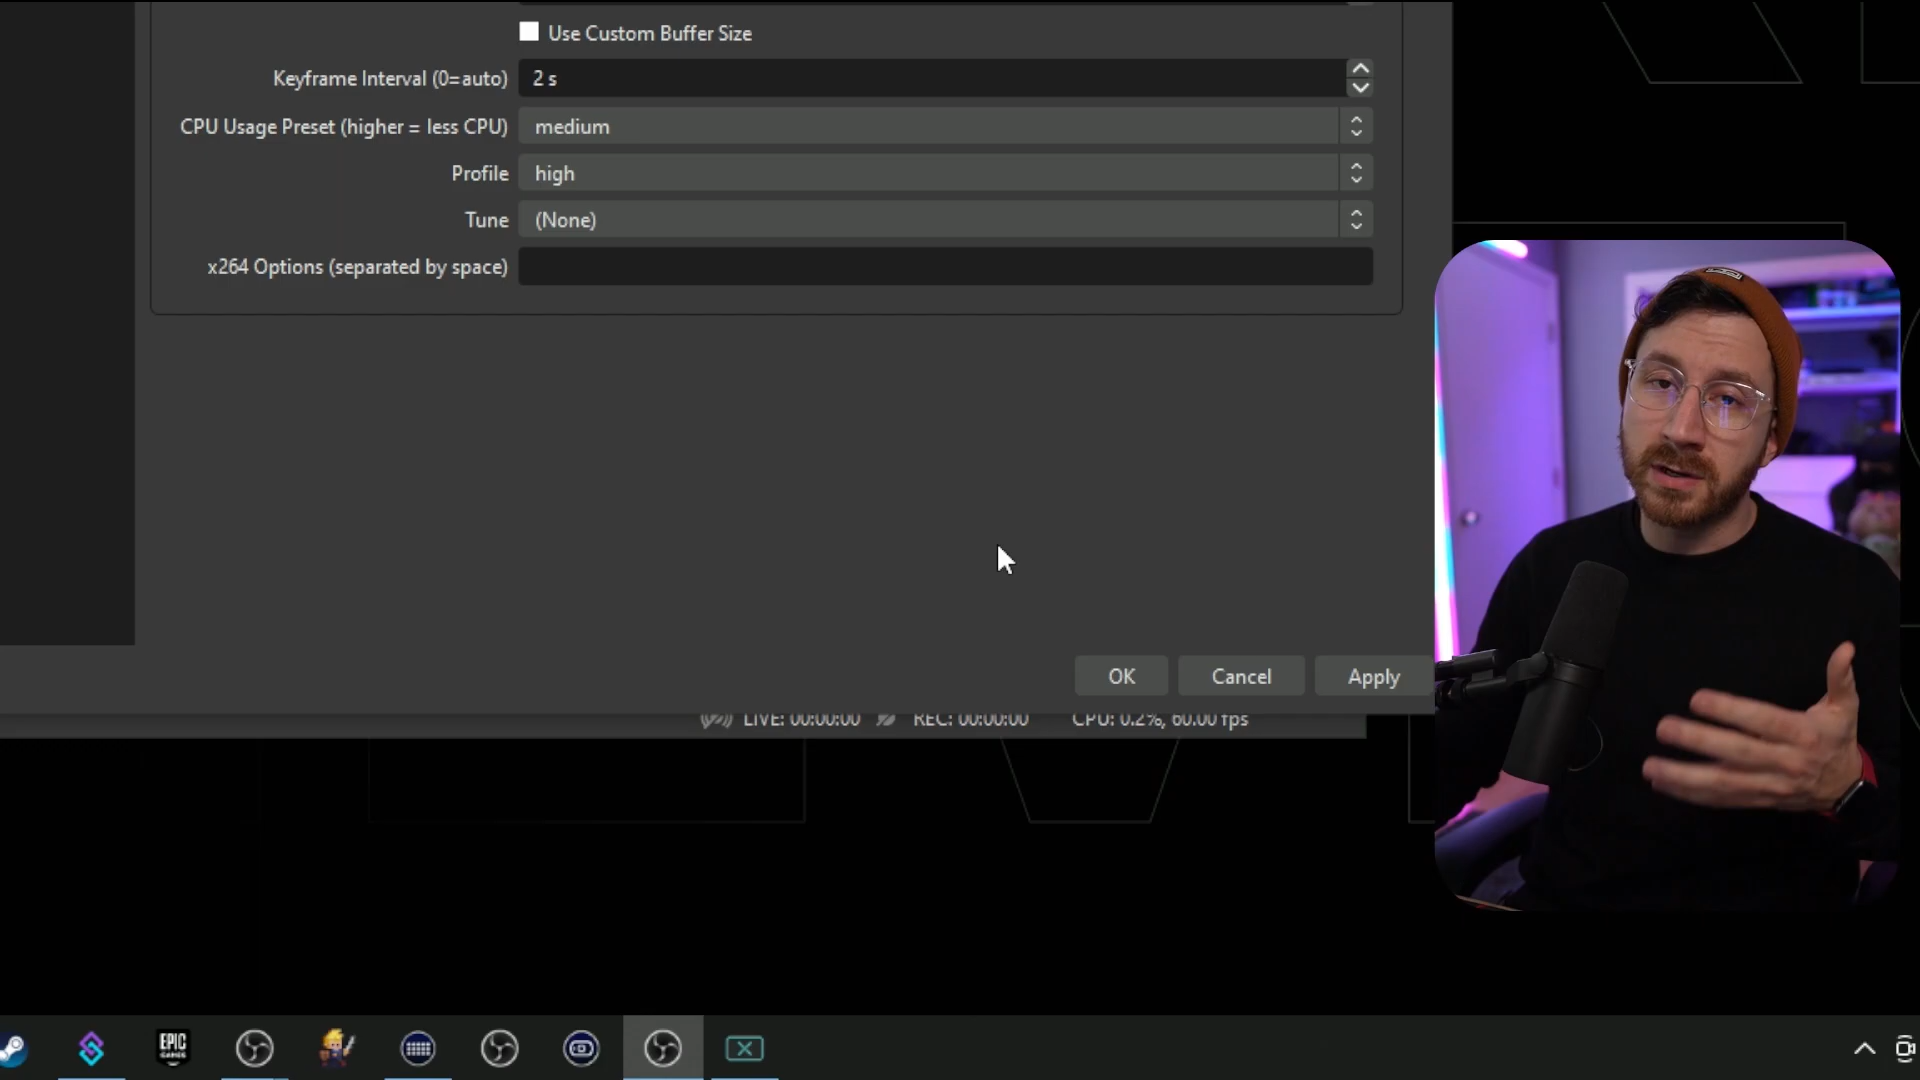 Use Custom Buffer Size
Keyframe Interval (0=auto) 2 s
CPU Usage Preset (higher = less CPU) medium
Profile high
Tune (None)
x264 Options (separated by space)
OK Cancel Apply
LIVE: 00:00:00 REC: 00:00:00 CPU: 0.2%, 60.00 fps
EPIC
GAMES